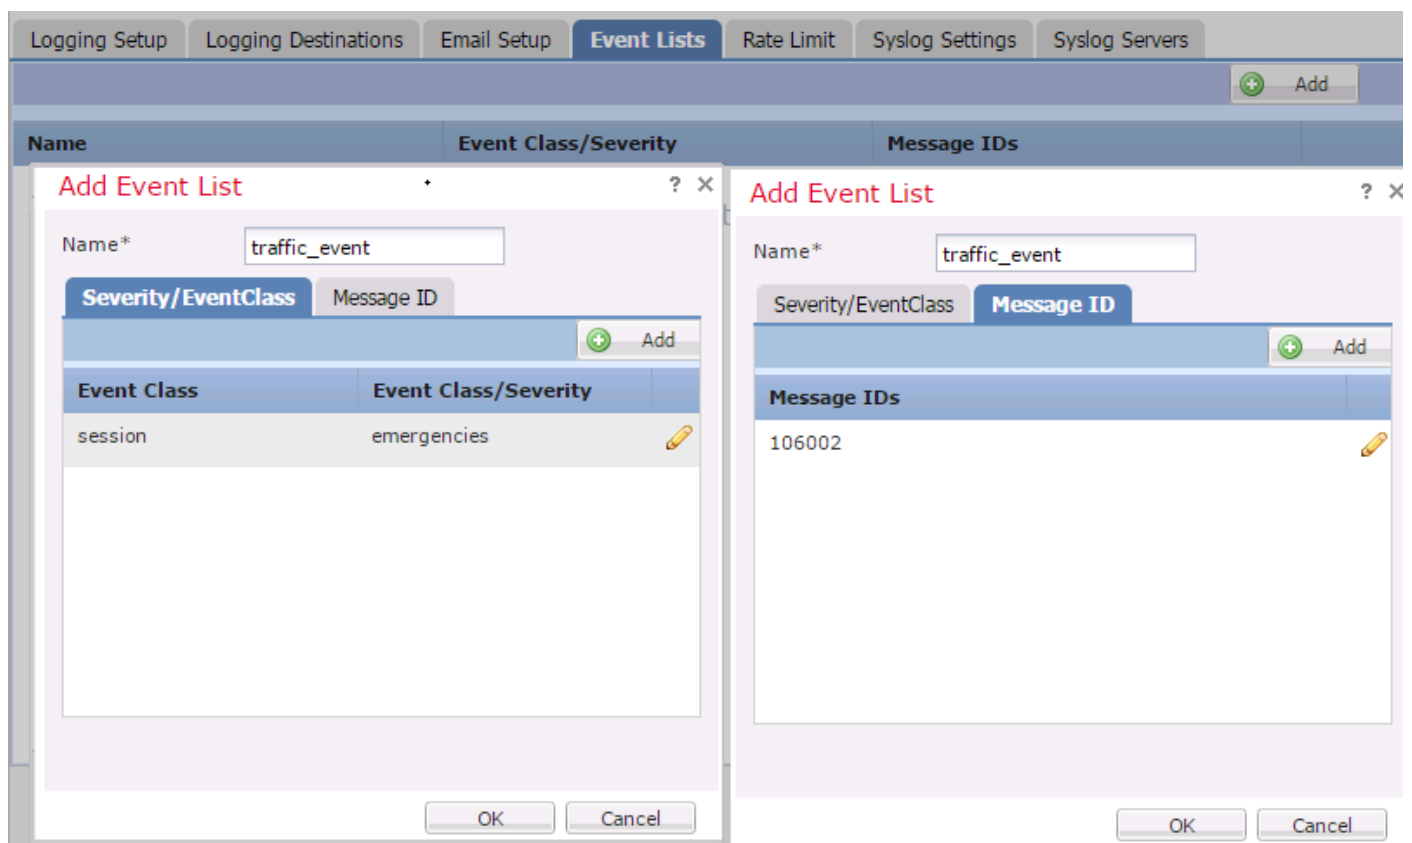 Logging Setup Logging Destinations Email Setup Event Lists Rate Limit Syslog Settings Syslog Servers
Add
Name Event Class/Severity Message IDs
Add Event List ? ×
Name* traffic_event
Severity/EventClass Message ID
Add
Event Class Event Class/Severity
session emergencies
OK Cancel
Add Event List ? ×
Name* traffic_event
Severity/EventClass Message ID
Add
Message IDs
106002
OK Cancel